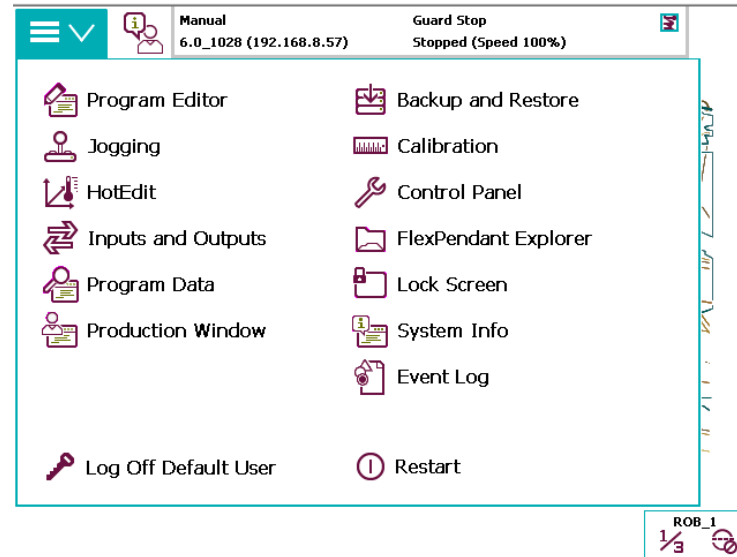 Manual
6.0_1028 (192.168.8.57)
Guard Stop
Stopped (Speed 100%)
Program Editor
Jogging
HotEdit
Inputs and Outputs
Program Data
Production Window
Backup and Restore
Calibration
Control Panel
FlexPendant Explorer
Lock Screen
System Info
Event Log
Log Off Default User
Restart
ROB_1
1/3